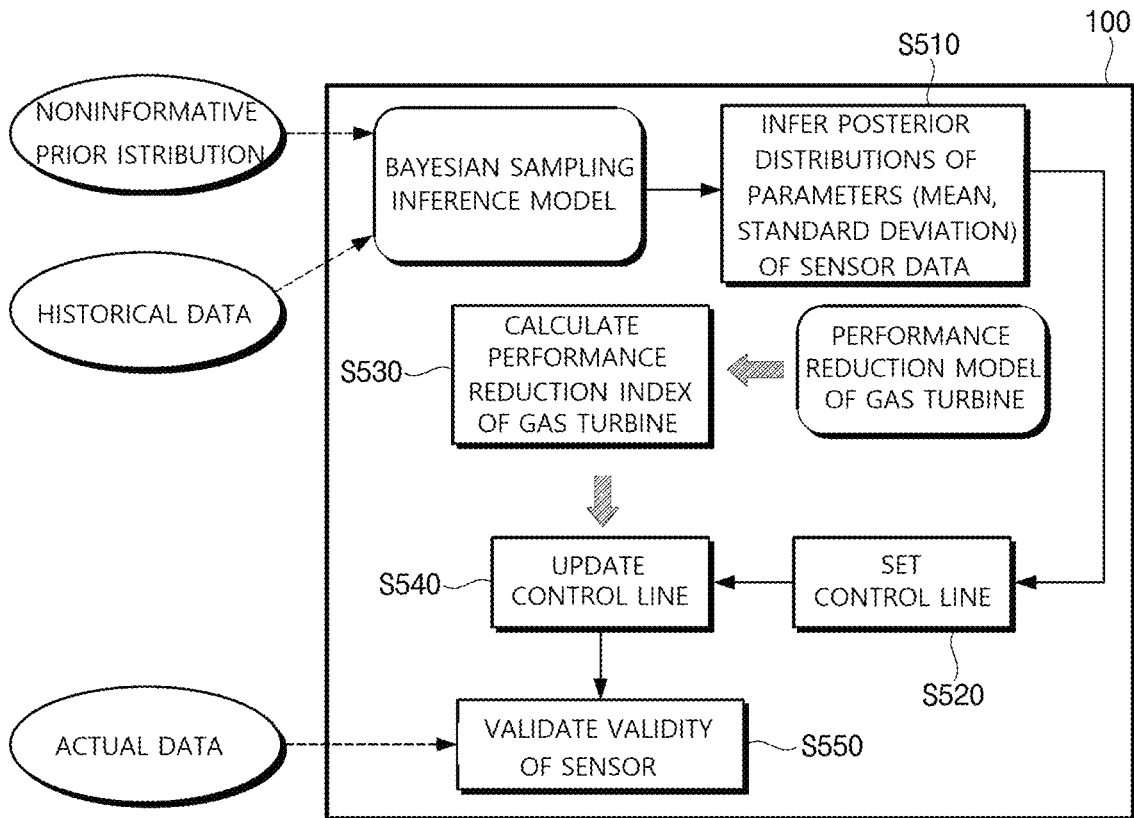 100
S510
NONINFORMATIVE
PRIOR ISTRIBUTION
BAYESIAN SAMPLING
INFERENCE MODEL
INFER POSTERIOR
DISTRIBUTIONS OF
PARAMETERS (MEAN,
STANDARD DEVIATION)
OF SENSOR DATA
HISTORICAL DATA
S530
CALCULATE
PERFORMANCE
REDUCTION INDEX
OF GAS TURBINE
PERFORMANCE
REDUCTION MODEL
OF GAS TURBINE
S540
UPDATE
CONTROL LINE
SET
CONTROL LINE
S520
ACTUAL DATA
VALIDATE VALIDITY
OF SENSOR
S550